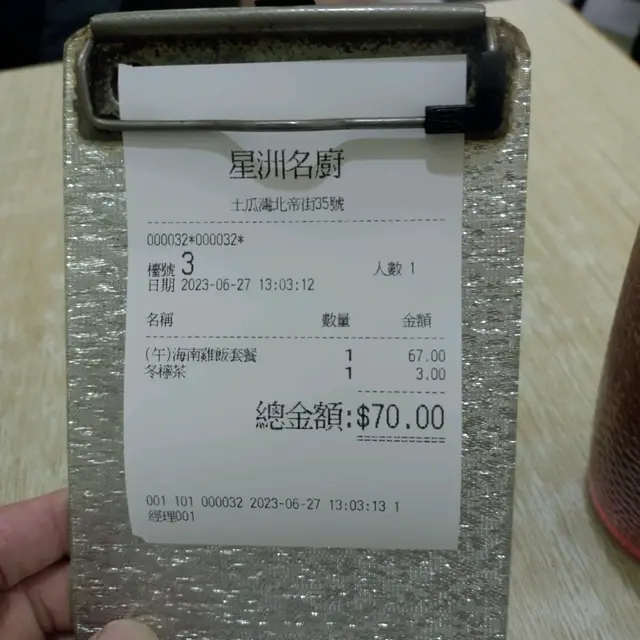 星洲名廚
土瓜灣北帝街35號
000032*000032*
檯號 3 人數 1
日期 2023-06-27 13:03:12
名稱 數量 金額
(午)海南雞飯套餐 1 67.00
冬檸茶 1 3.00
總金額:$70.00
001 101 000032 2023-06-27 13:03:13 1
經理001